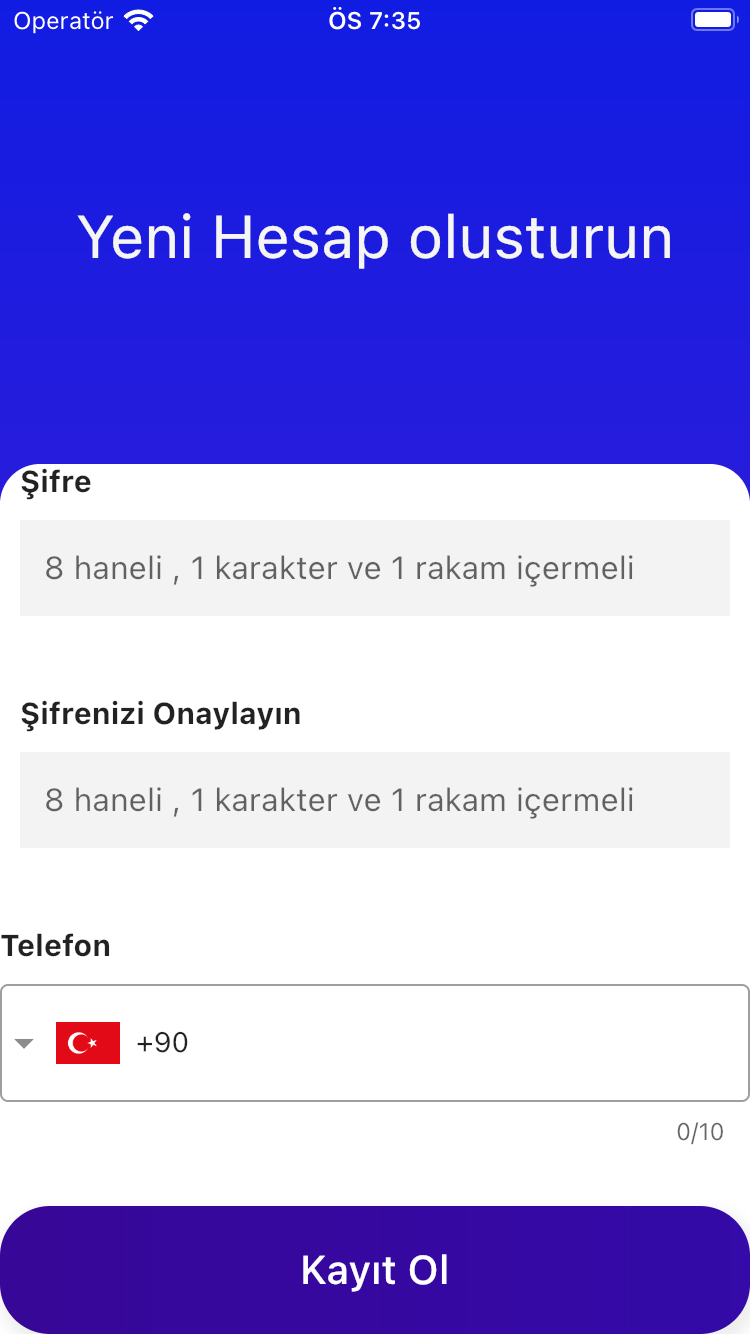 Operatör ÖS 7:35
Yeni Hesap olusturun
Şifre
8 haneli , 1 karakter ve 1 rakam içermeli
Şifrenizi Onaylayın
8 haneli , 1 karakter ve 1 rakam içermeli
Telefon
+90
0/10
Kayıt Ol